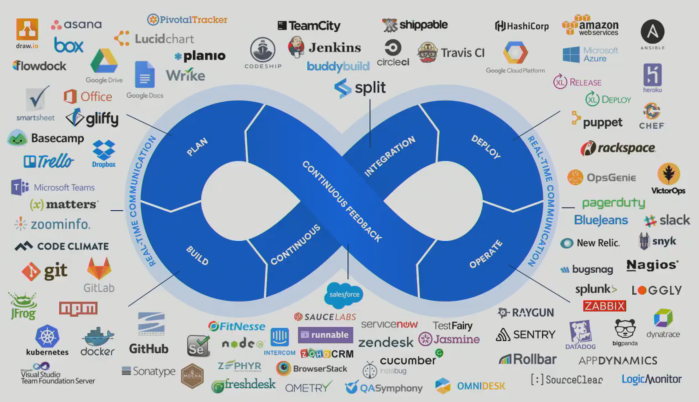 draw.io
asana
PivotalTracker
box
Lucidchart
flowdock
Google Drive
planio
Google Docs
Wrike
TeamCity
shippable
CODESHIP
Jenkins
circleci
Travis CI
buddybuild
split
HashiCorp
amazon
web services
ANSIBLE
Google Cloud Platform
Microsoft
Azure
heroku
XL RELEASE
XL DEPLOY
puppet
CHEF
rackspace
OpsGenie
VictorOps
pagerduty
BlueJeans
slack
New Relic.
snyk
bugsnag
Nagios®
splunk>
LOGGLY
ZABBIX
smartsheet
Office
gliffy
Basecamp
Trello
Dropbox
Microsoft Teams
(x) matters®
zoominfo.
CODE CLIMATE
git
GitLab
JFrog
npm
kubernetes
docker
GitHub
Visual Studio
Team Foundation Server
Sonatype
PLAN
BUILD
CONTINUOUS
INTEGRATION
CONTINUOUS FEEDBACK
DEPLOY
OPERATE
REAL-TIME COMMUNICATION
REAL-TIME COMMUNICATION
salesforce
SAUCELABS
FitNesse
Se
node
INTERCOM
runnable
servicenow
TestFairy
zendesk
Jasmine
ZOHO CRM
cucumber
ZEPHYR
BrowserStack
instabug
freshdesk
OMETRY
QASymphony
OMNIDESK
RAYGUN
SENTRY
DATADOG
bigpanda
dynatrace
Rollbar
APPDYNAMICS
[:]SourceClear
LogicMonitor